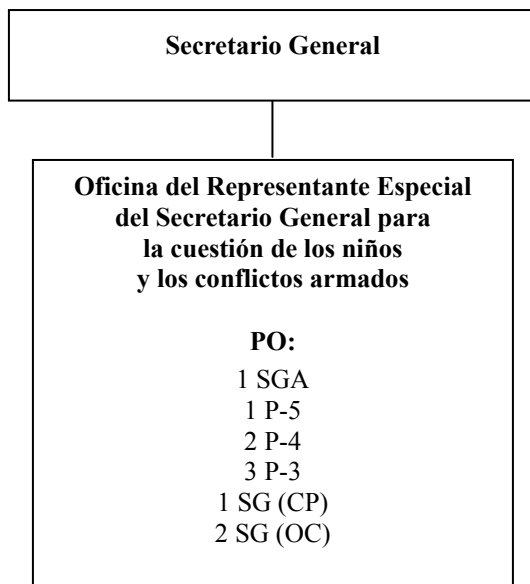 Secretario General
Oficina del Representante Especial
del Secretario General para
la cuestión de los niños
y los conflictos armados
PO:
1 SGA
1 P-5
2 P-4
3 P-3
1 SG (CP)
2 SG (OC)